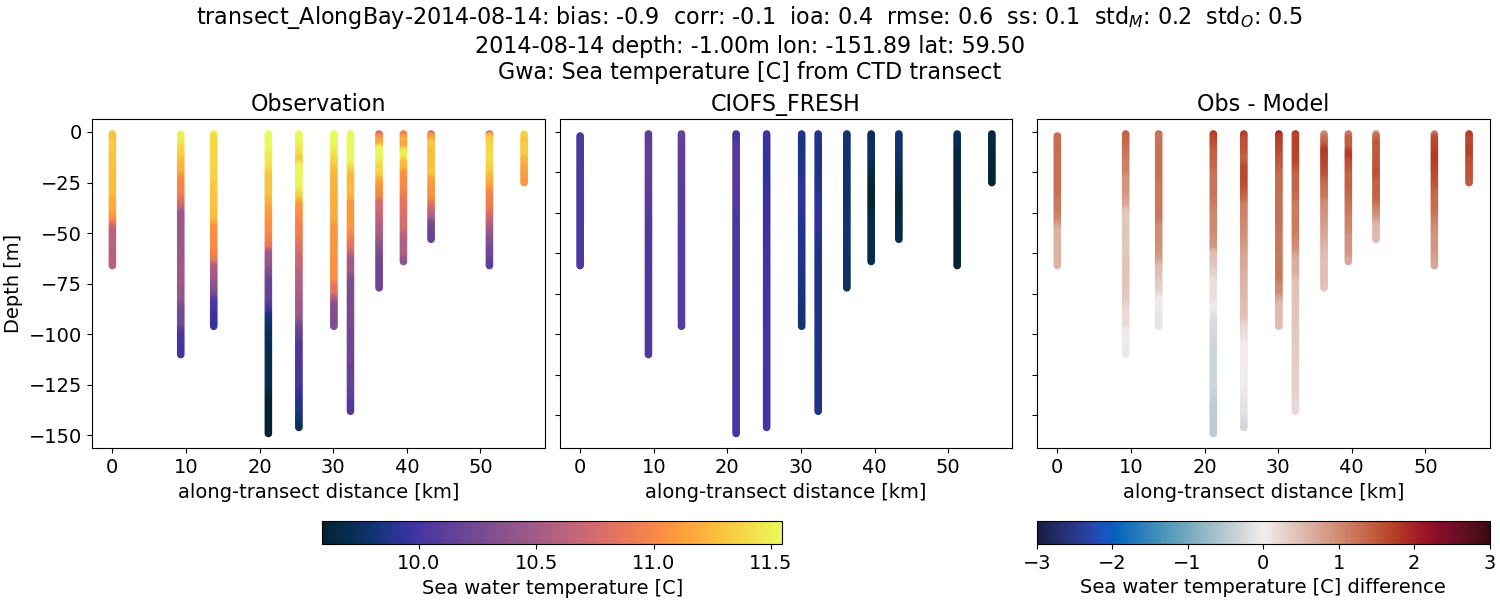 transect_AlongBay-2014-08-14: bias: -0.9  corr: -0.1  ioa: 0.4  rmse: 0.6  ss: 0.1  std_M: 0.2  std_O: 0.5
2014-08-14 depth: -1.00m lon: -151.89 lat: 59.50
Gwa: Sea temperature [C] from CTD transect
Observation
CIOFS_FRESH
Obs - Model
Depth [m]
0
−25
−50
−75
−100
−125
−150
0 10 20 30 40 50
0 10 20 30 40 50
0 10 20 30 40 50
along-transect distance [km]
along-transect distance [km]
along-transect distance [km]
10.0 10.5 11.0 11.5
Sea water temperature [C]
−3 −2 −1 0 1 2 3
Sea water temperature [C] difference